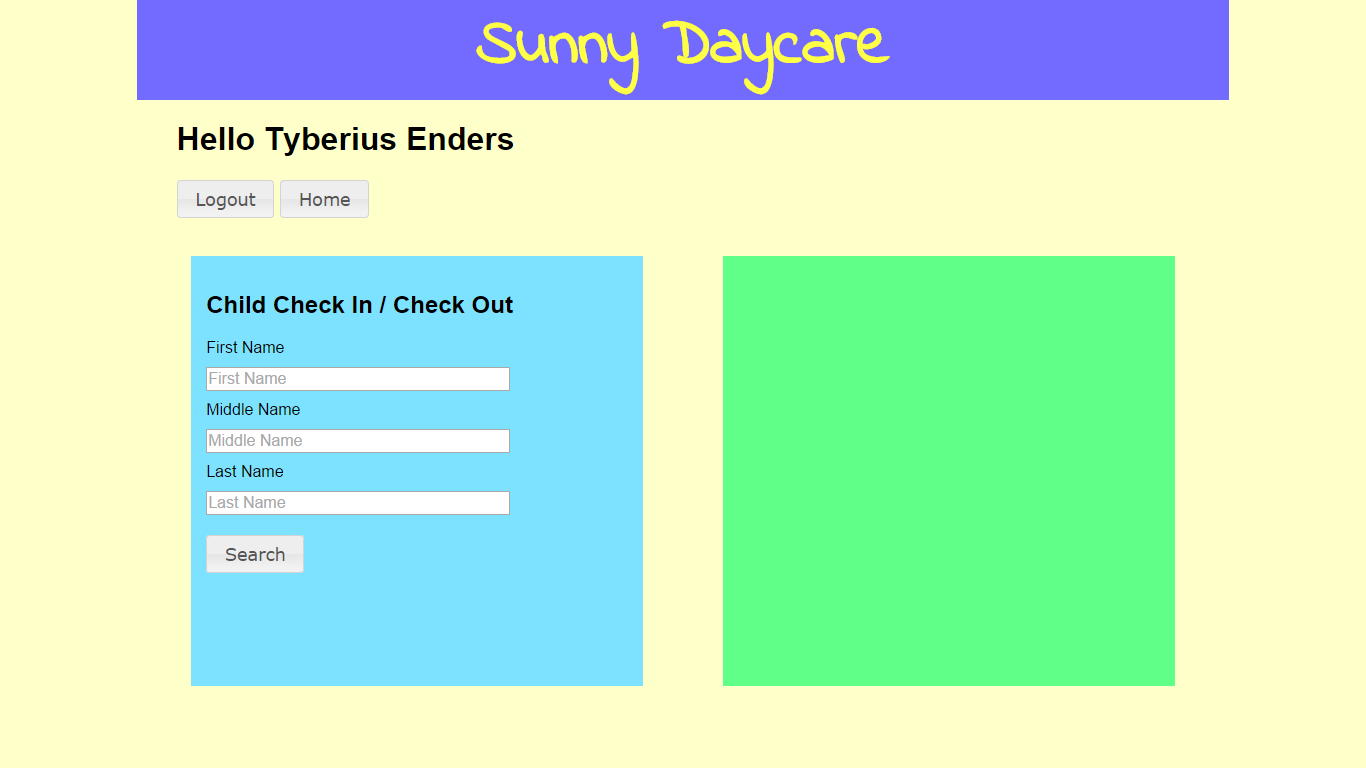 Sunny Daycare
Hello Tyberius Enders
Logout Home
Child Check In / Check Out
First Name
First Name
Middle Name
Middle Name
Last Name
Last Name
Search